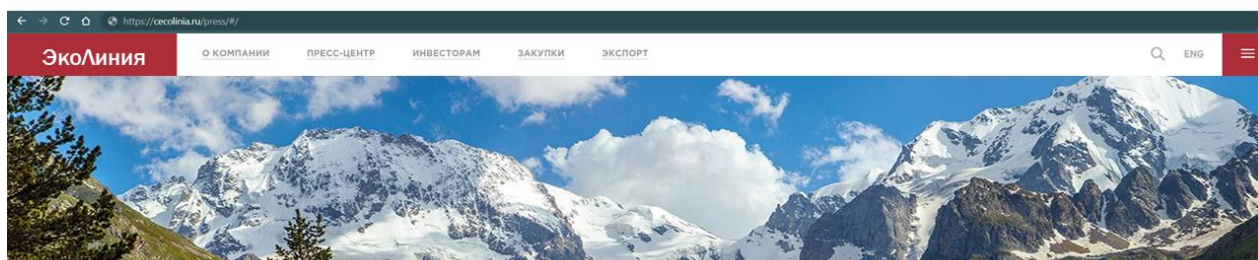 https://cecolinia.ru/press/#/
ЭкоЛиния
О КОМПАНИИ ПРЕСС-ЦЕНТР ИНВЕСТОРАМ ЗАКУПКИ ЭКСПОРТ
ENG